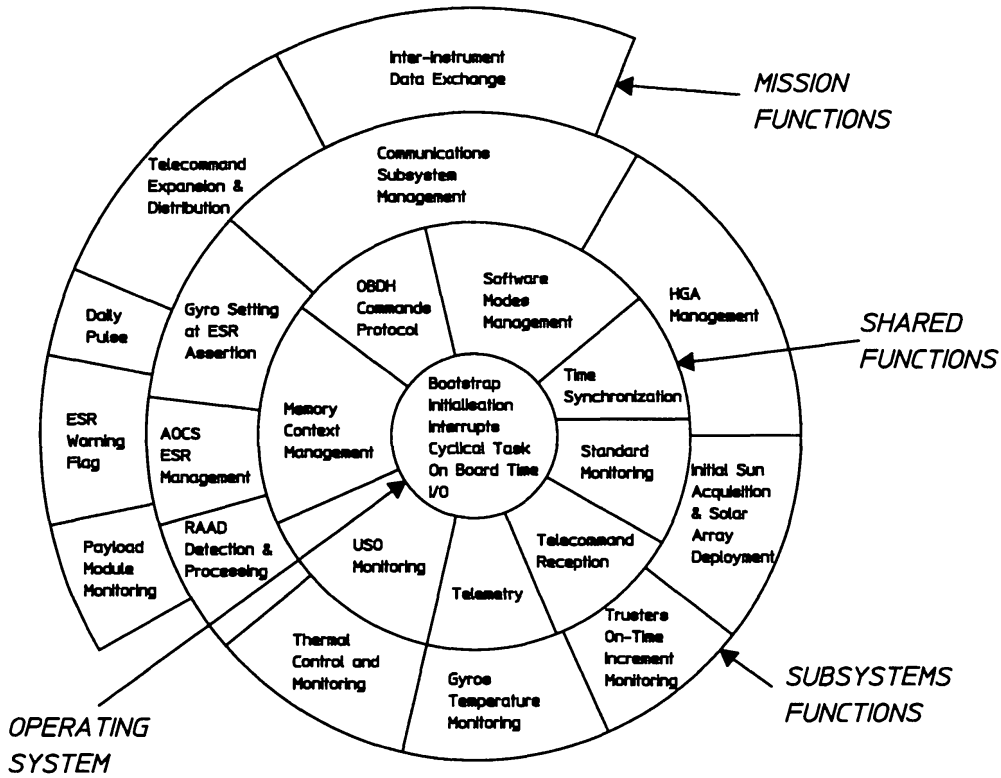 Inter-Instrument
Data Exchange
MISSION
FUNCTIONS
Telecommand
Expansion &
Distribution
Communications
Subsystem
Management
Daily
Pulse
Gyro Setting
at ESR
Assertion
OBDH
Commands
Protocol
Software
Modes
Management
HGA
Management
SHARED
FUNCTIONS
Time
Synchronization
ESR
Warning
Flag
AOCS
ESR
Management
Memory
Context
Management
Bootstrap
Initialisation
Interrupts
Cyclical Task
On Board Time
I/O
Standard
Monitoring
Initial Sun
Acquisition
& Solar
Array
Deployment
Payload
Module
Monitoring
RAAD
Detection &
Processing
USO
Monitoring
Telemetry
Telecommand
Reception
Thermal
Control and
Monitoring
Gyros
Temperature
Monitoring
Trusters
On-Time
Increment
Monitoring
SUBSYSTEMS
FUNCTIONS
OPERATING
SYSTEM